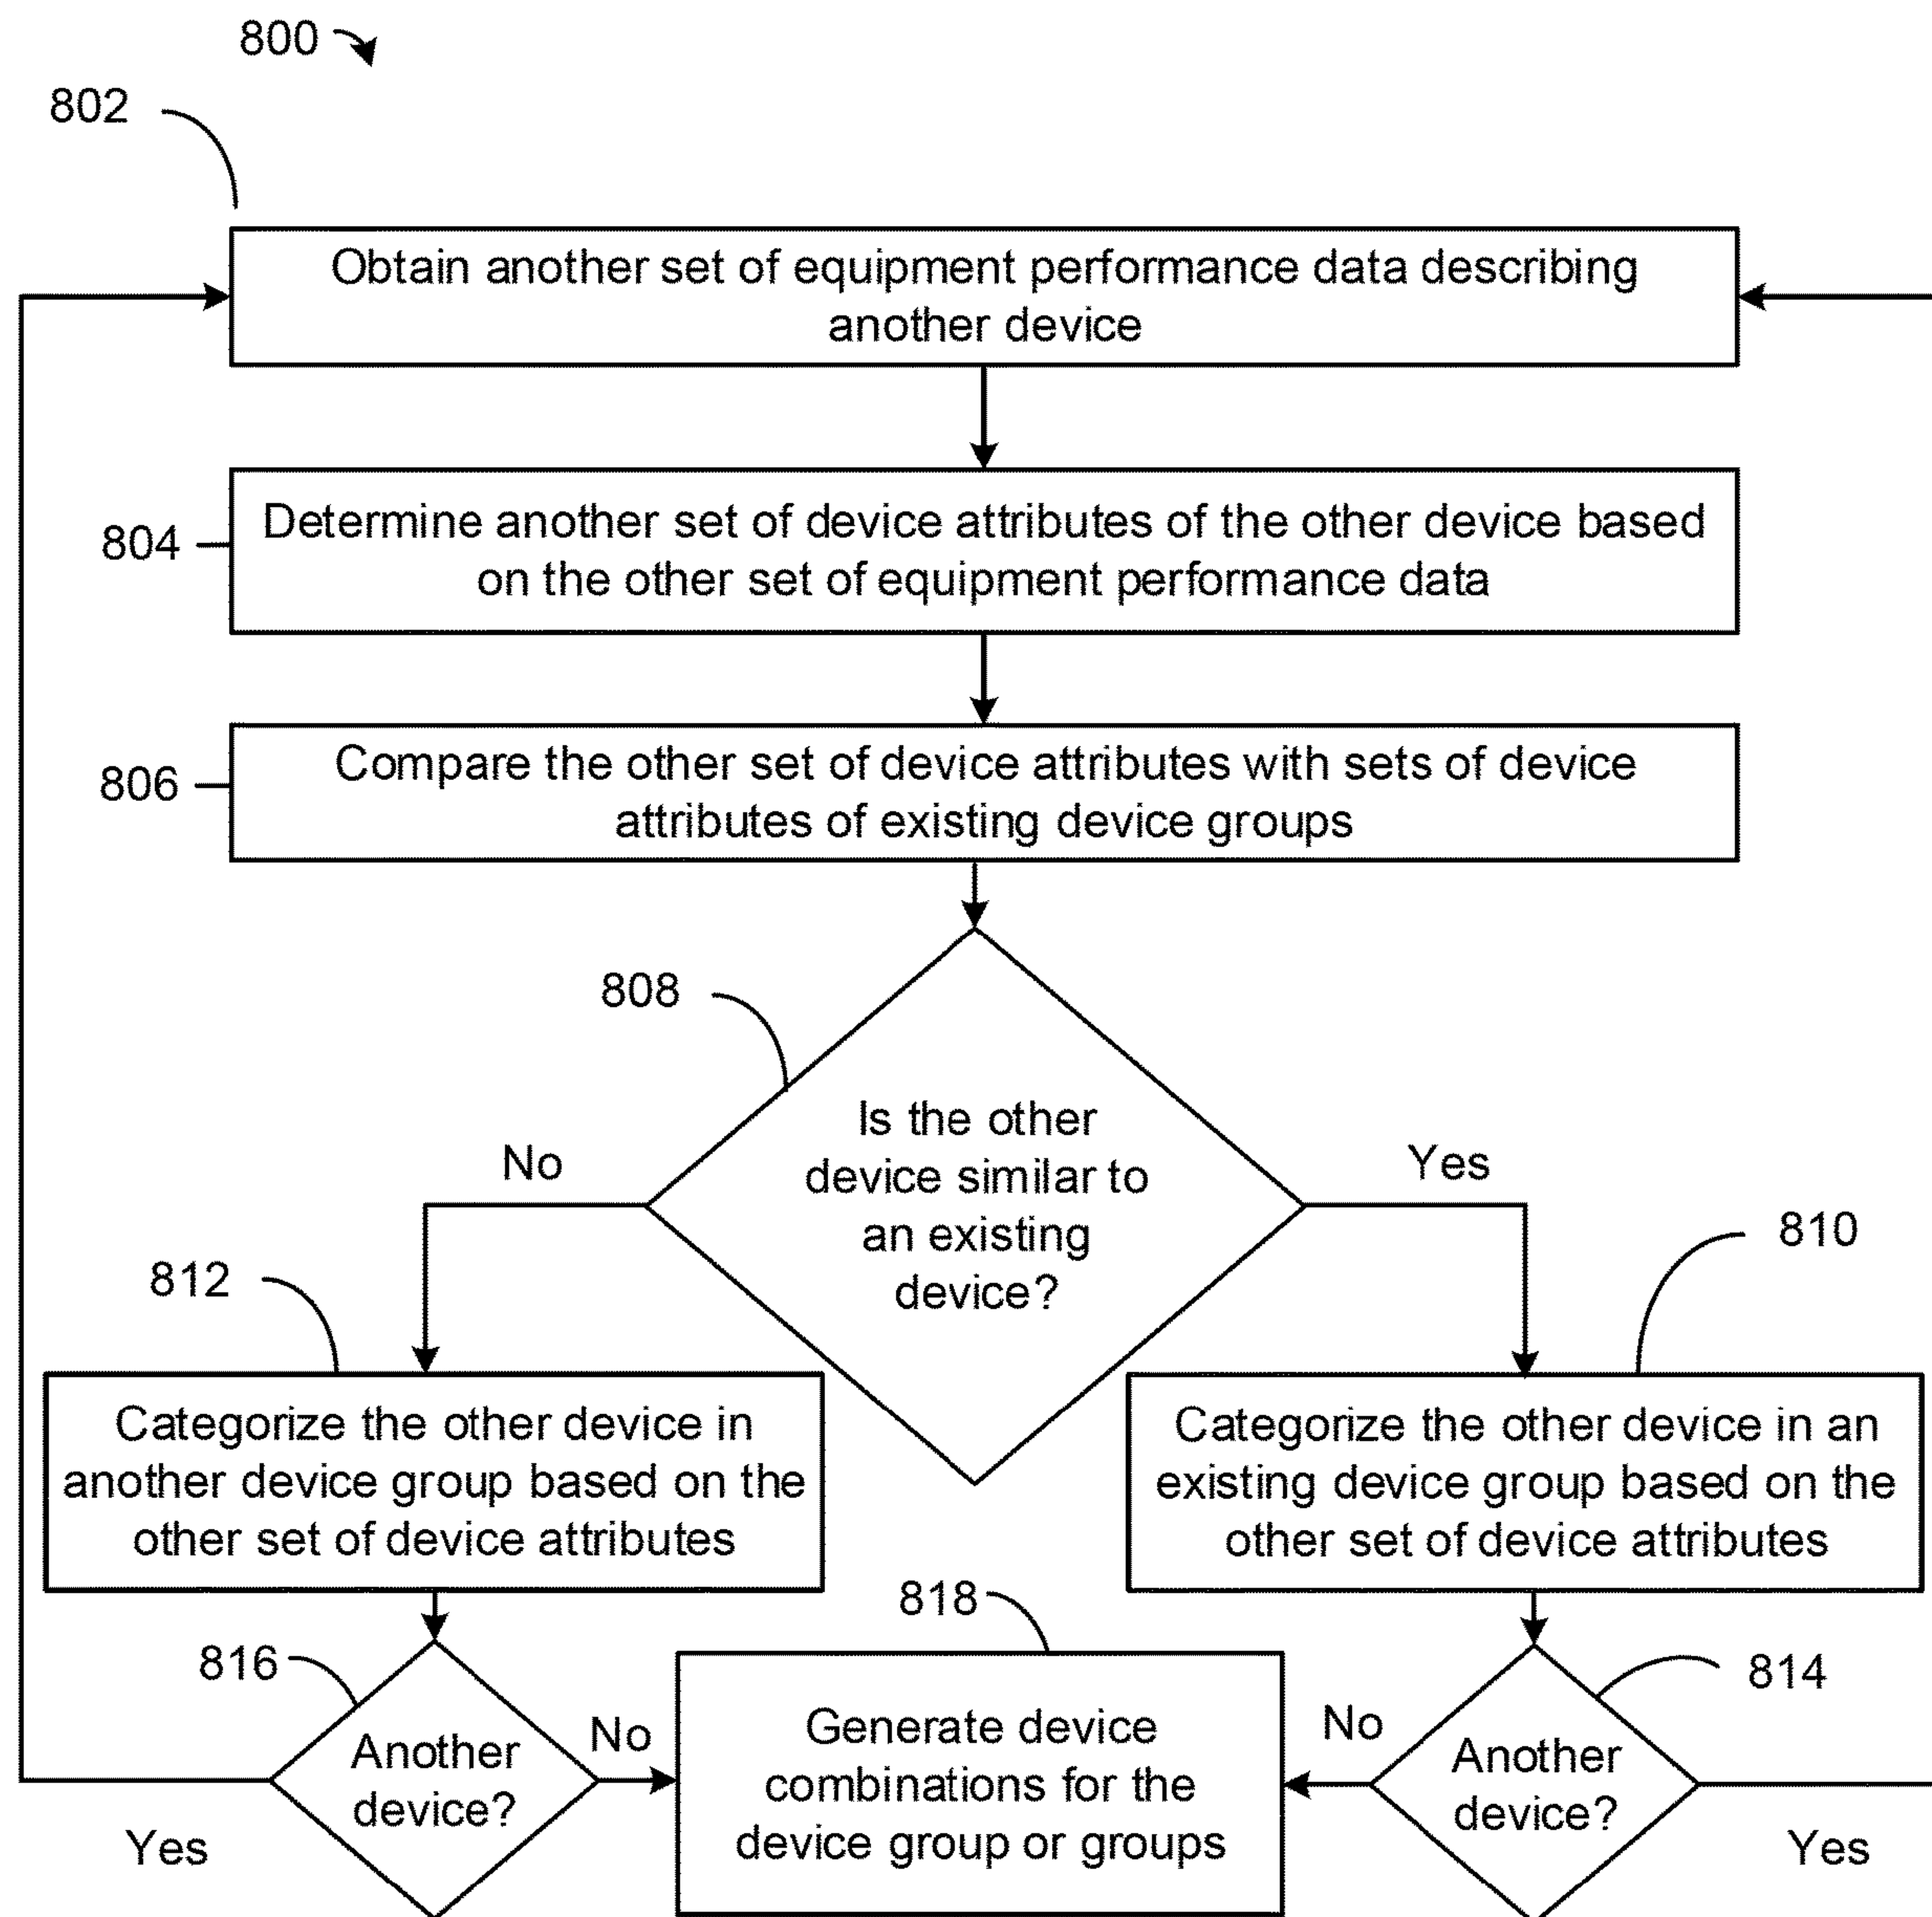 800
802
Obtain another set of equipment performance data describing
another device
804
Determine another set of device attributes of the other device based
on the other set of equipment performance data
806
Compare the other set of device attributes with sets of device
attributes of existing device groups
808
Is the other
device similar to
an existing
device?
No
Yes
812
810
Categorize the other device in
another device group based on the
other set of device attributes
Categorize the other device in an
existing device group based on the
other set of device attributes
816
818
814
Another
device?
No
Yes
Generate device
combinations for the
device group or groups
No
Another
device?
Yes